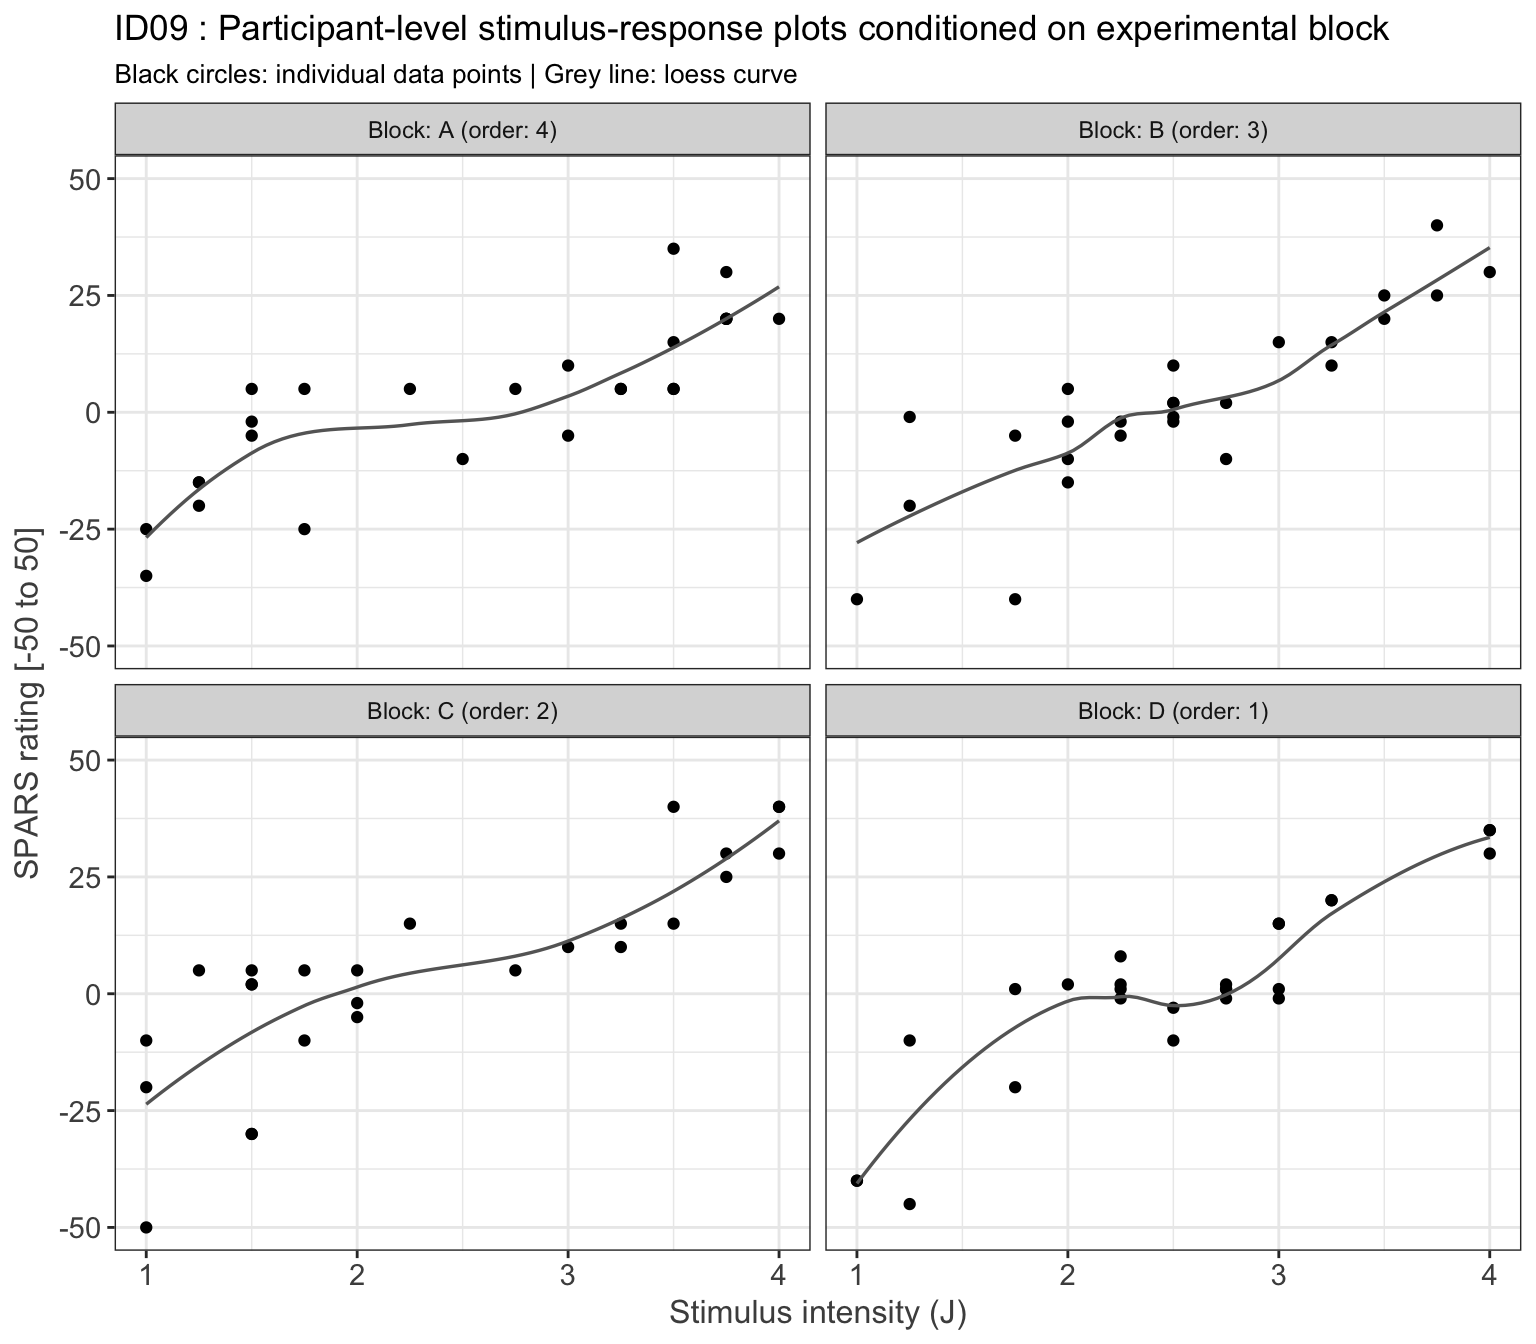 ID09 : Participant-level stimulus-response plots conditioned on experimental block
Black circles: individual data points | Grey line: loess curve
Block: A (order: 4)
Block: B (order: 3)
50
25
0
-25
-50
Block: C (order: 2)
Block: D (order: 1)
50
25
0
-25
-50
SPARS rating [-50 to 50]
1
2
3
4
1
2
3
4
Stimulus intensity (J)